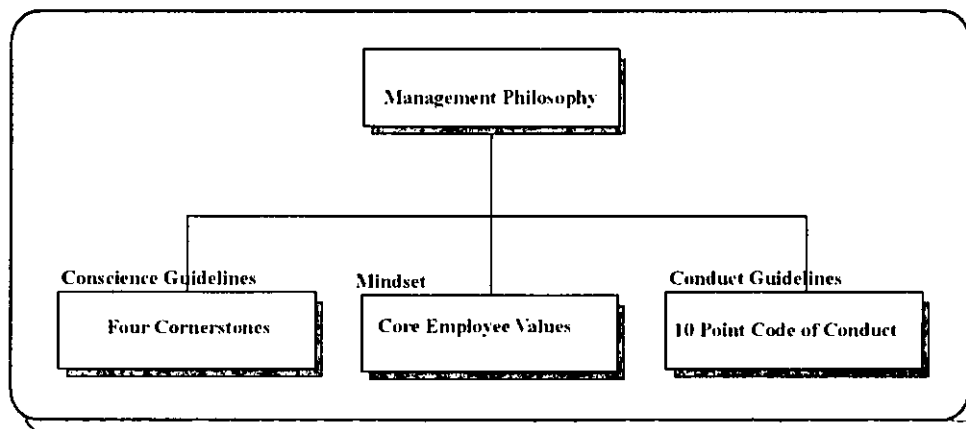 Management Philosophy
Conscience Guidelines
Mindset
Conduct Guidelines
Four Cornerstones
Core Employee Values
10 Point Code of Conduct